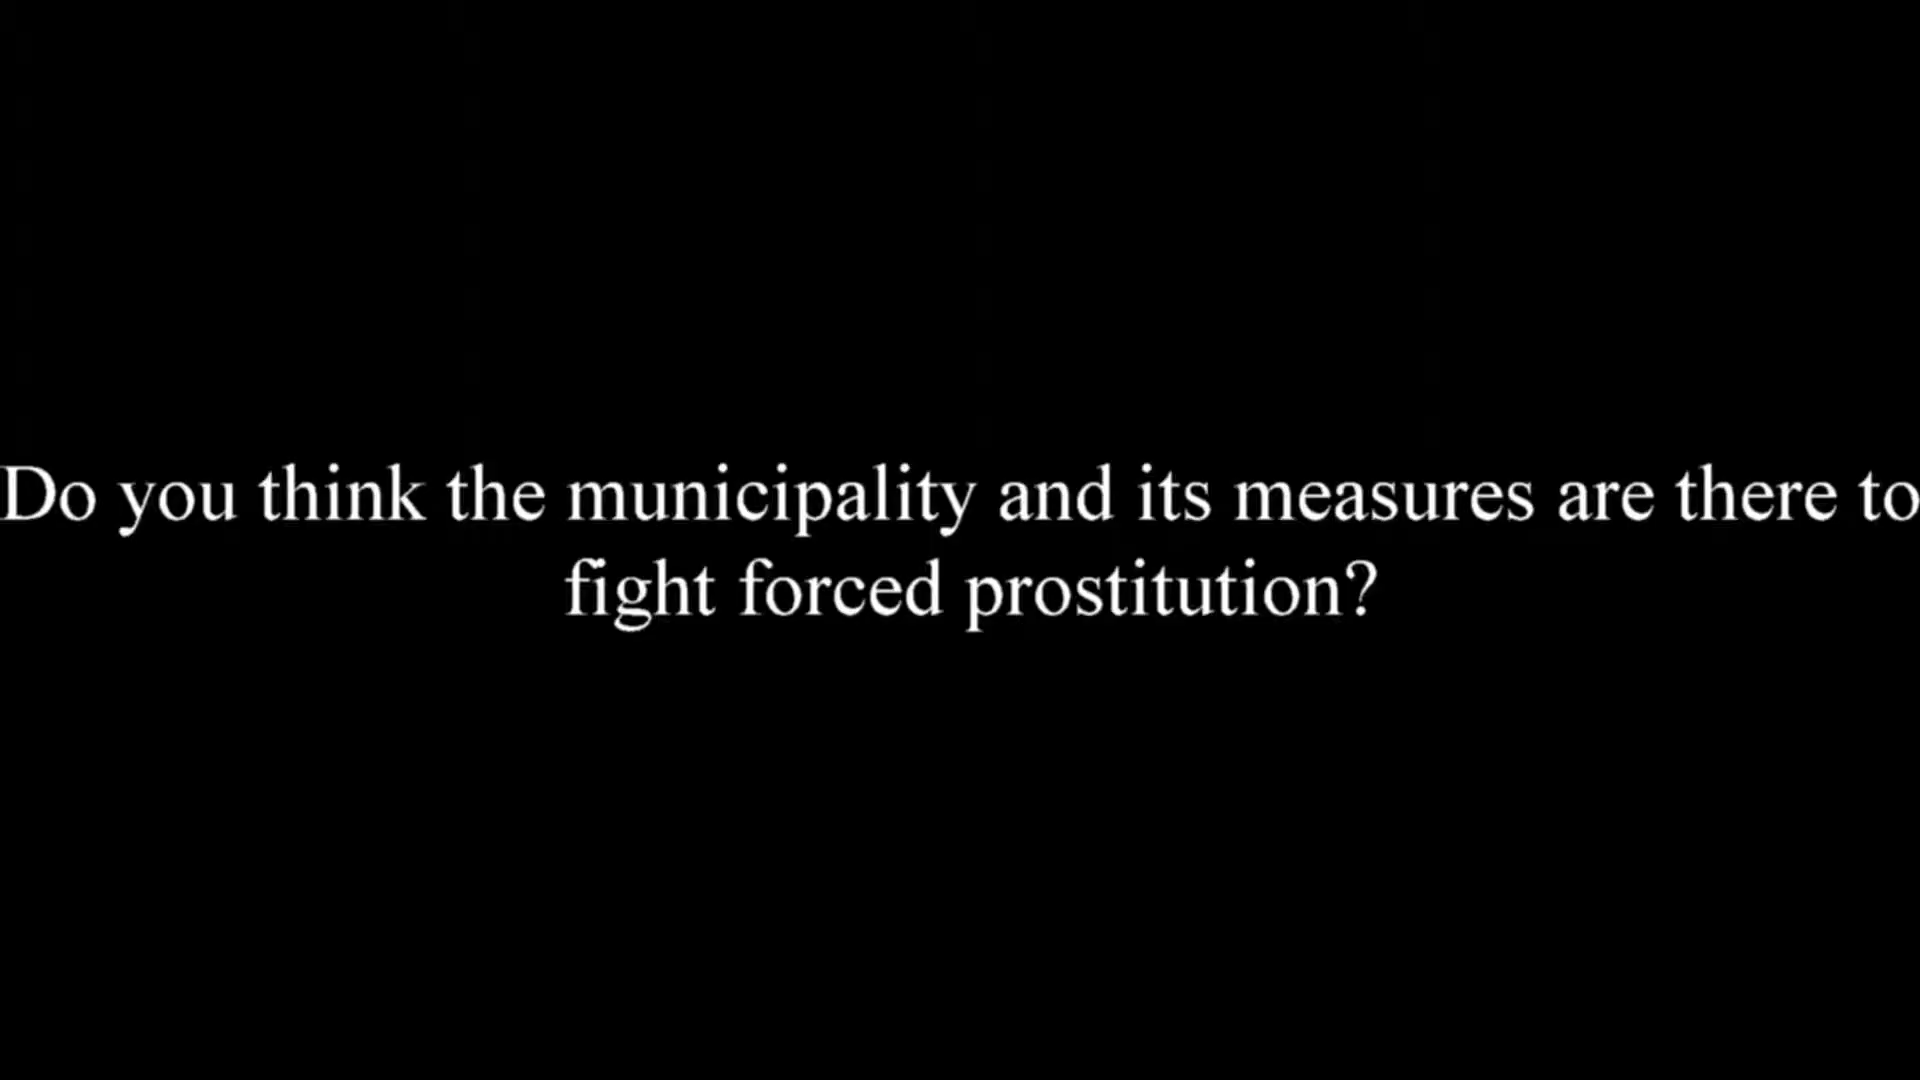 Do you think the municipality and its measures are there to
fight forced prostitution?